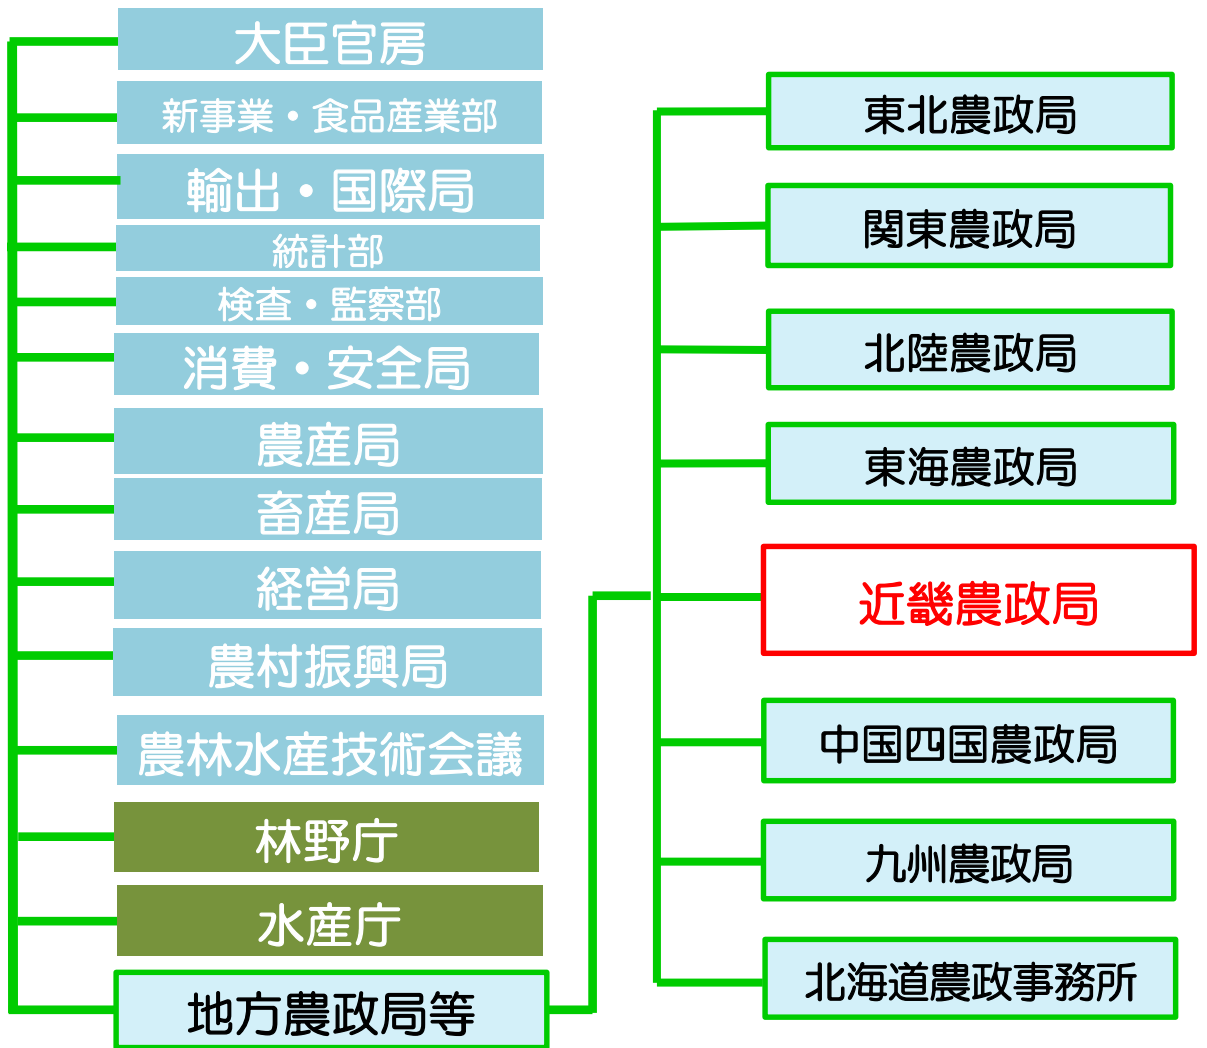 大臣官房
新事業・食品産業部
輸出・国際局
統計部
検査・監察部
消費・安全局
農産局
畜産局
経営局
農村振興局
農林水産技術会議
林野庁
水産庁
地方農政局等
東北農政局
関東農政局
北陸農政局
東海農政局
近畿農政局
中国四国農政局
九州農政局
北海道農政事務所